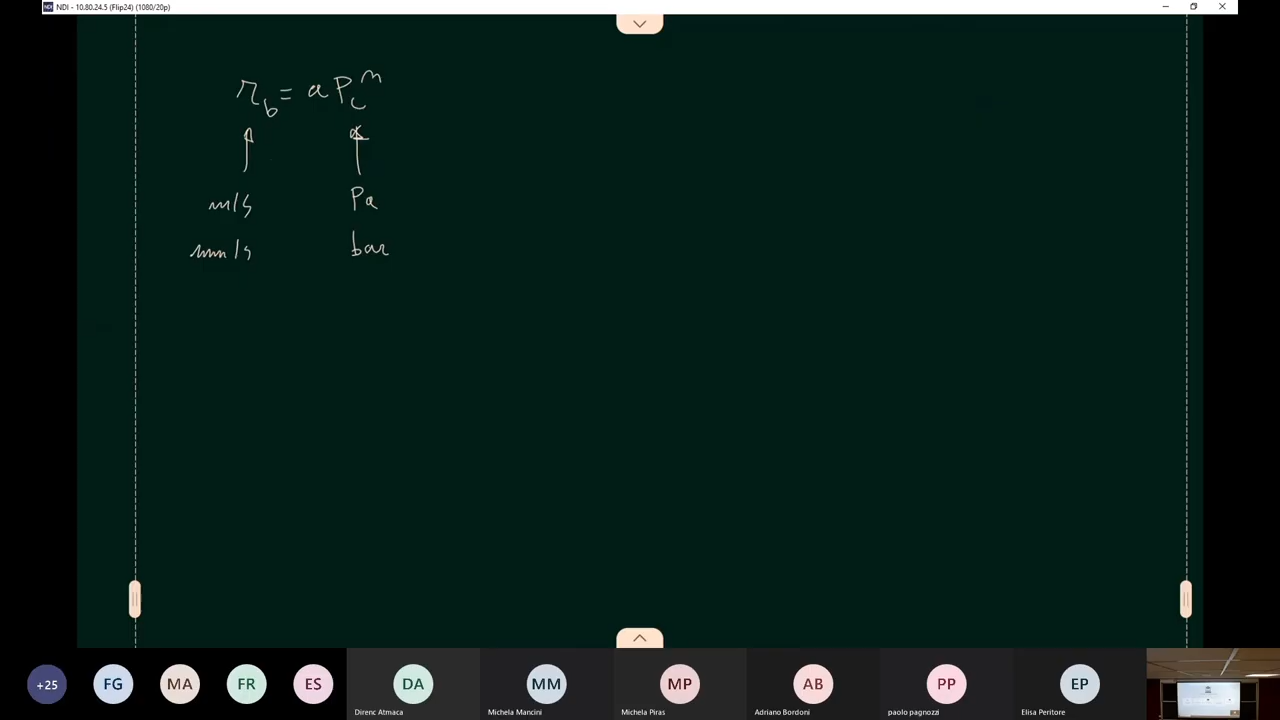 NDI - 10.80.24.5 (Flip24) (1080/20p)
r_b = a P_c^n
m/s Pa
mm/s bar
+25 FG MA FR ES DA MM MP AB PP EP
Direnc Atmaca Michela Mancini Michela Piras Adriano Bordoni paolo pagnozzi Elisa Peritore